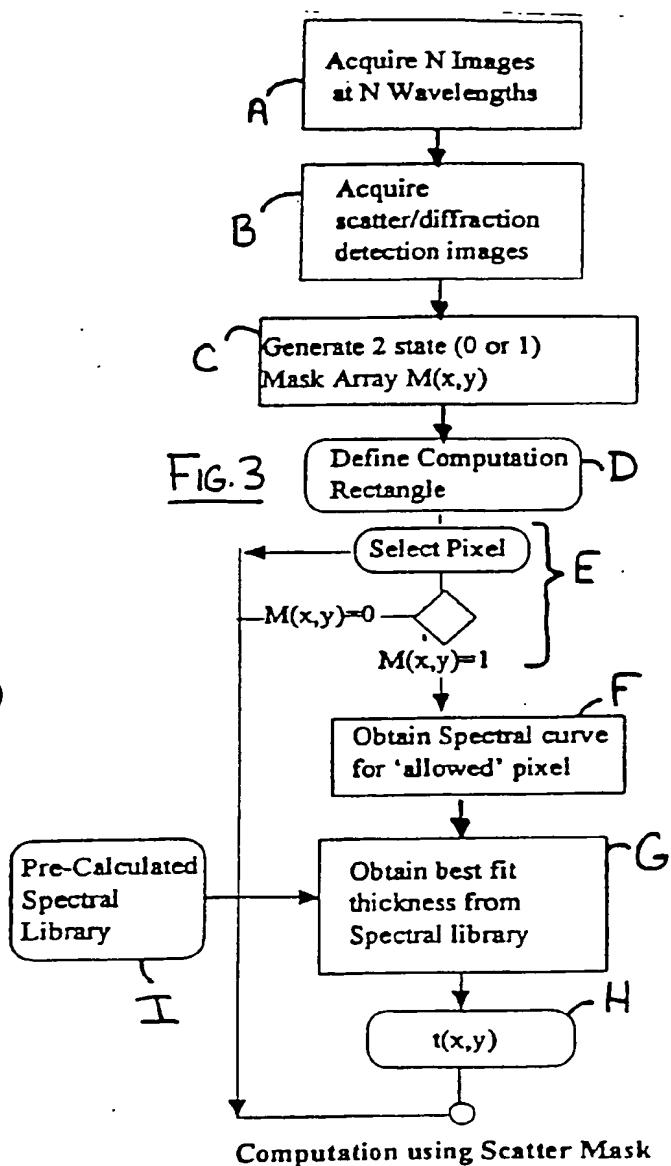 Acquire N Images
at N Wavelengths
A
Acquire
scatter/diffraction
detection images
B
C
Generate 2 state (0 or 1)
Mask Array M(x,y)
FIG. 3
Define Computation
Rectangle
D
Select Pixel
E
M(x,y)=0
M(x,y)=1
F
Obtain Spectral curve
for 'allowed' pixel
G
Pre-Calculated
Spectral
Library
Obtain best fit
thickness from
Spectral library
I
H
t(x,y)
Computation using Scatter Mask